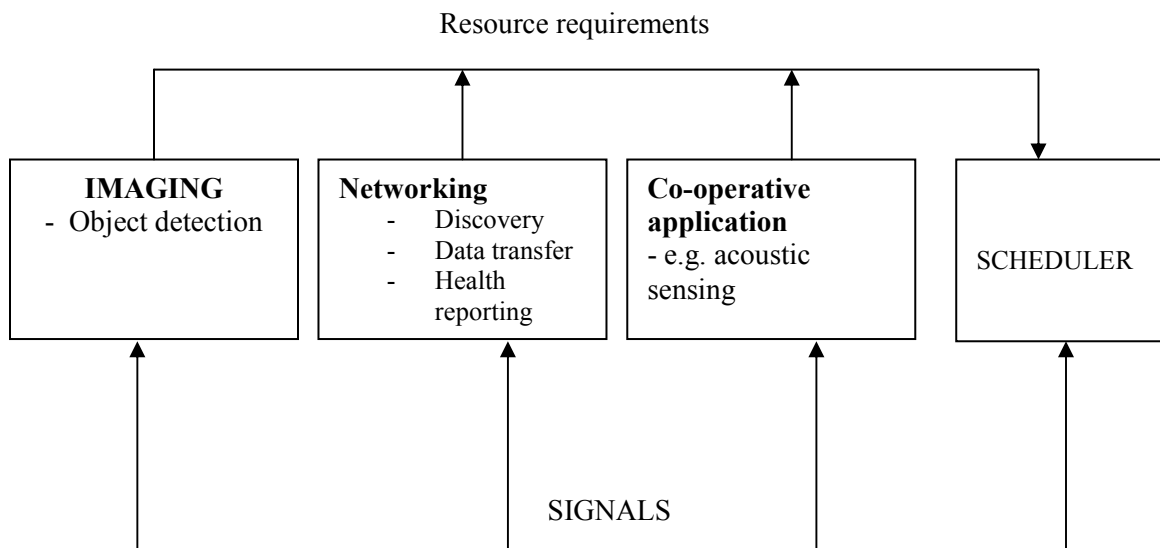 Resource requirements
IMAGING
- Object detection
Networking
- Discovery
- Data transfer
- Health
reporting
Co-operative
application
- e.g. acoustic
sensing
SCHEDULER
SIGNALS